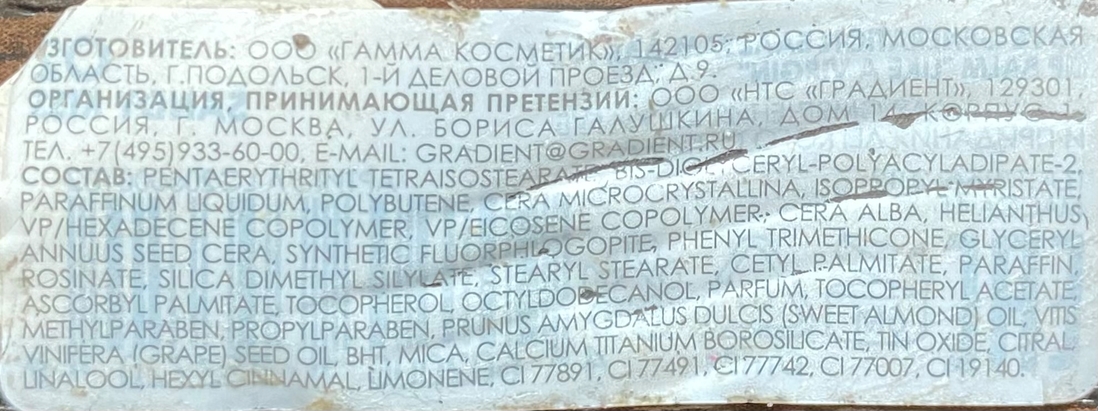 ИЗГОТОВИТЕЛЬ: ООО «ГАММА КОСМЕТИК», 142105, РОССИЯ, МОСКОВСКАЯ
ОБЛАСТЬ, Г.ПОДОЛЬСК, 1-Й ДЕЛОВОЙ ПРОЕЗД, Д.9.
ОРГАНИЗАЦИЯ, ПРИНИМАЮЩАЯ ПРЕТЕНЗИИ: ООО «НТС «ГРАДИЕНТ», 129301,
РОССИЯ, Г. МОСКВА, УЛ. БОРИСА ГАЛУШКИНА, ДОМ 14, КОРПУС 1,
ТЕЛ. +7(495)933-60-00, E-MAIL: GRADIENT@GRADIENT.RU
СОСТАВ: PENTAERYTHRITYL TETRAISOSTEARATE, BIS-DIGLYCERYL-POLYACYLADIPATE-2,
PARAFFINUM LIQUIDUM, POLYBUTENE, CERA MICROCRYSTALLINA, ISOPROPYL MYRISTATE,
VP/HEXADECENE COPOLYMER, VP/EICOSENE COPOLYMER, CERA ALBA, HELIANTHUS
ANNUUS SEED CERA, SYNTHETIC FLUORPHLOGOPITE, PHENYL TRIMETHICONE, GLYCERYL
ROSINATE, SILICA DIMETHYL SILYLATE, STEARYL STEARATE, CETYL PALMITATE, PARAFFIN,
ASCORBYL PALMITATE, TOCOPHEROL, OCTYLDODECANOL, PARFUM, TOCOPHERYL ACETATE,
METHYLPARABEN, PROPYLPARABEN, PRUNUS AMYGDALUS DULCIS (SWEET ALMOND) OIL, VITIS
VINIFERA (GRAPE) SEED OIL, BHT, MICA, CALCIUM TITANIUM BOROSILICATE, TIN OXIDE, CITRAL,
LINALOOL, HEXYL CINNAMAL, LIMONENE, CI 77891, CI 77491, CI 77742, CI 77007, CI 19140.